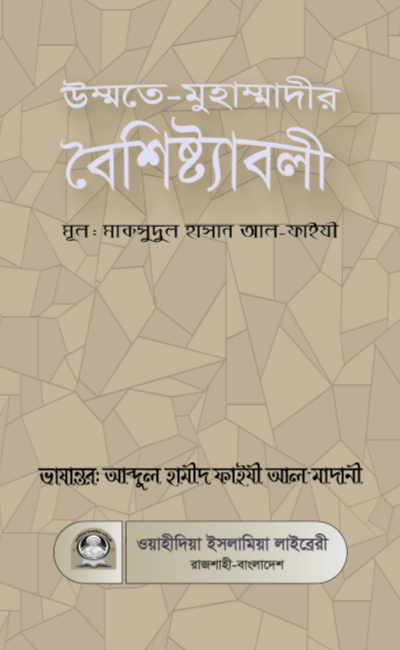 উম্মতে-মুহাম্মাদীর
বৈশিষ্ট্যাবলী
মূল: মাকসুদুল হাসান আল-ফাইযী
ভাষান্তর: আব্দুল হামীদ ফাইযী আল-মাদানী
ওয়াহীদিয়া ইসলামিয়া লাইব্রেরী
রাজশাহী-বাংলাদেশ